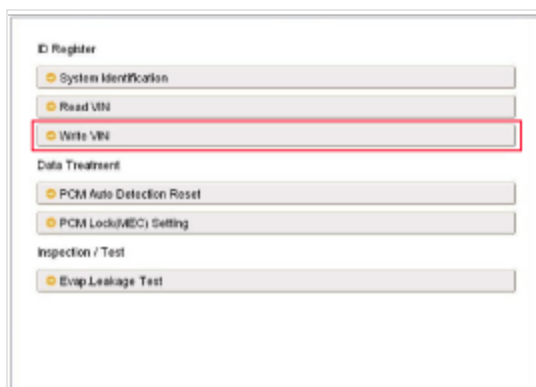 ID Register
System Identification
Read VIN
Write VIN
Data Treatment
PCM Auto Detection Reset
PCM Lock(MEC) Setting
Inspection / Test
Evap.Leakage Test